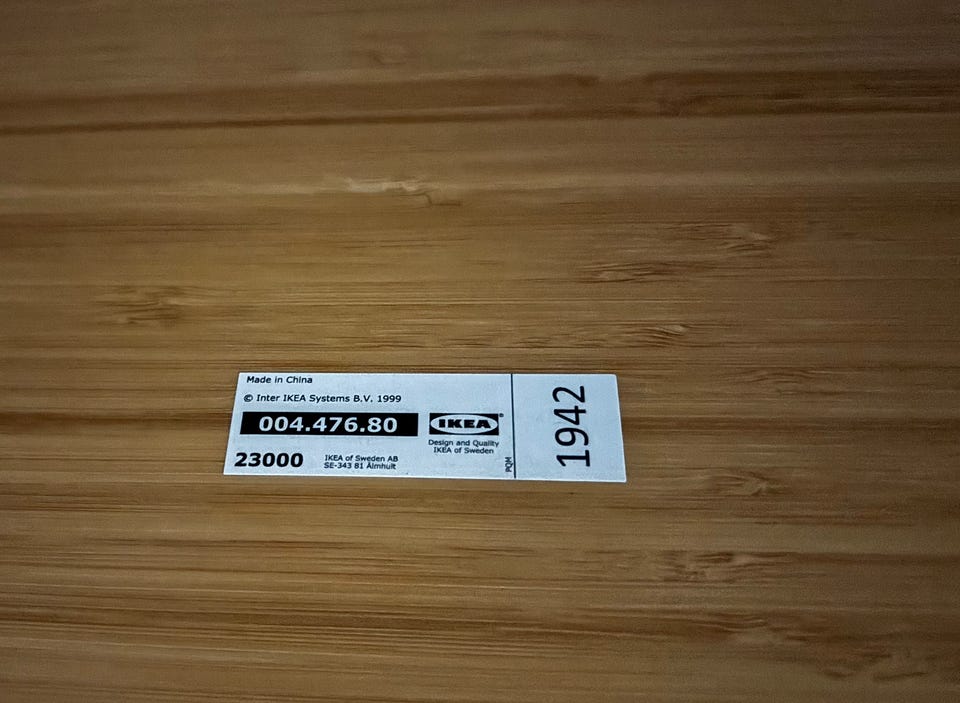 Made in China
© Inter IKEA Systems B.V. 1999
004.476.80
IKEA®
Design and Quality
IKEA of Sweden
23000
IKEA of Sweden AB
SE-343 81 Älmhult
PQM
1942